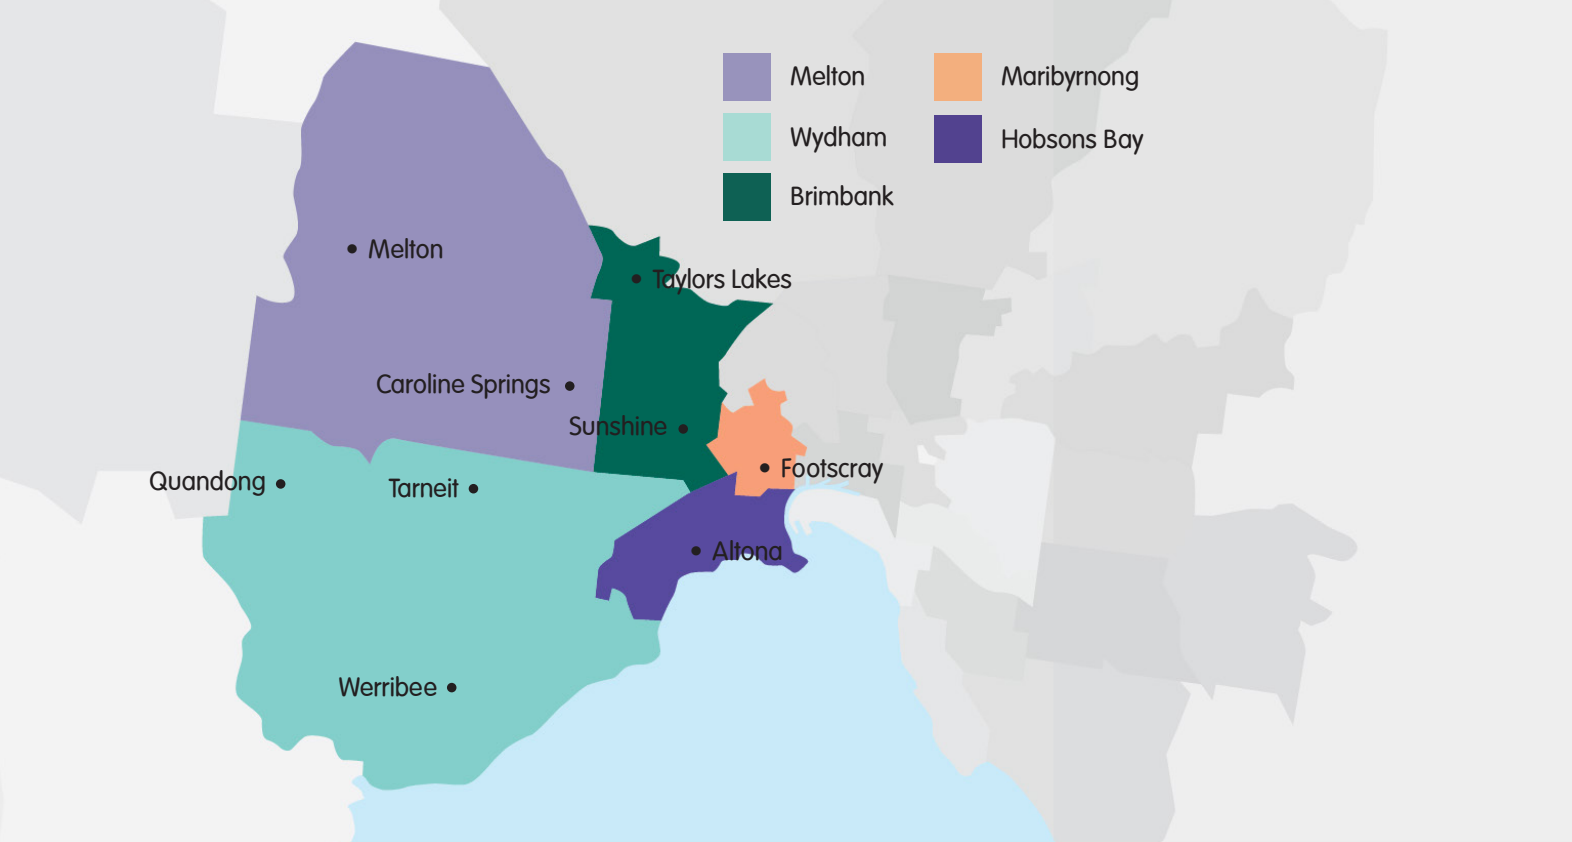 Melton
Maribyrnong
Wydham
Hobsons Bay
Brimbank
Melton
Taylors Lakes
Caroline Springs
Sunshine
Footscray
Quandong
Tarneit
Altona
Werribee